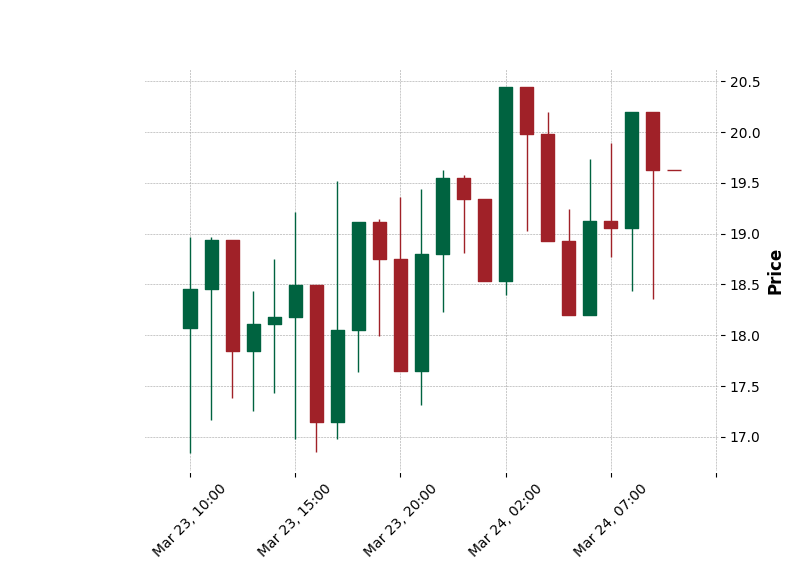 20.5
20.0
19.5
19.0
18.5
18.0
17.5
17.0
Price
Mar 23, 10:00
Mar 23, 15:00
Mar 23, 20:00
Mar 24, 02:00
Mar 24, 07:00